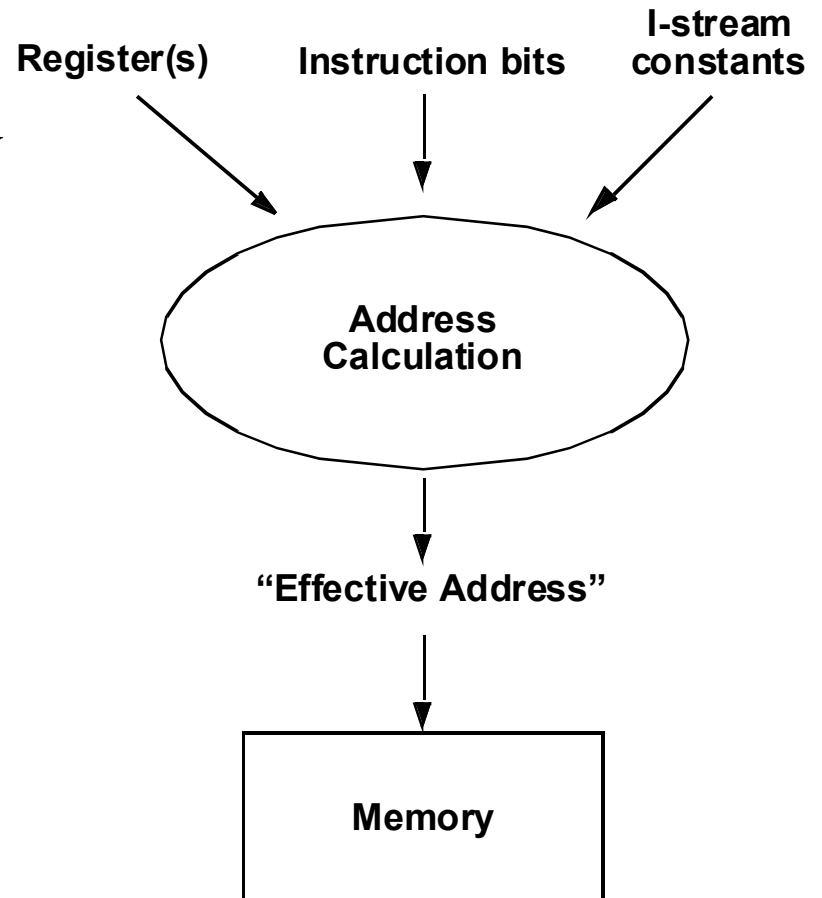 Register(s)
Instruction bits
I-stream
constants
Address
Calculation
“Effective Address”
Memory